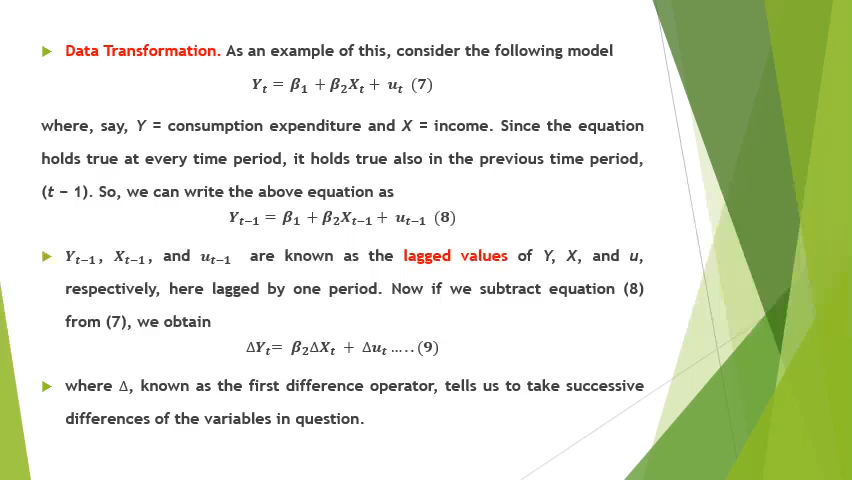 Data Transformation. As an example of this, consider the following model
Yₜ = β₁ + β₂Xₜ + uₜ (7)
where, say, Y = consumption expenditure and X = income. Since the equation
holds true at every time period, it holds true also in the previous time period,
(t − 1). So, we can write the above equation as
Yₜ₋₁ = β₁ + β₂Xₜ₋₁ + uₜ₋₁ (8)
Yₜ₋₁, Xₜ₋₁, and uₜ₋₁ are known as the lagged values of Y, X, and u,
respectively, here lagged by one period. Now if we subtract equation (8)
from (7), we obtain
∆Yₜ= β₂∆Xₜ + ∆uₜ …..(9)
where ∆, known as the first difference operator, tells us to take successive
differences of the variables in question.